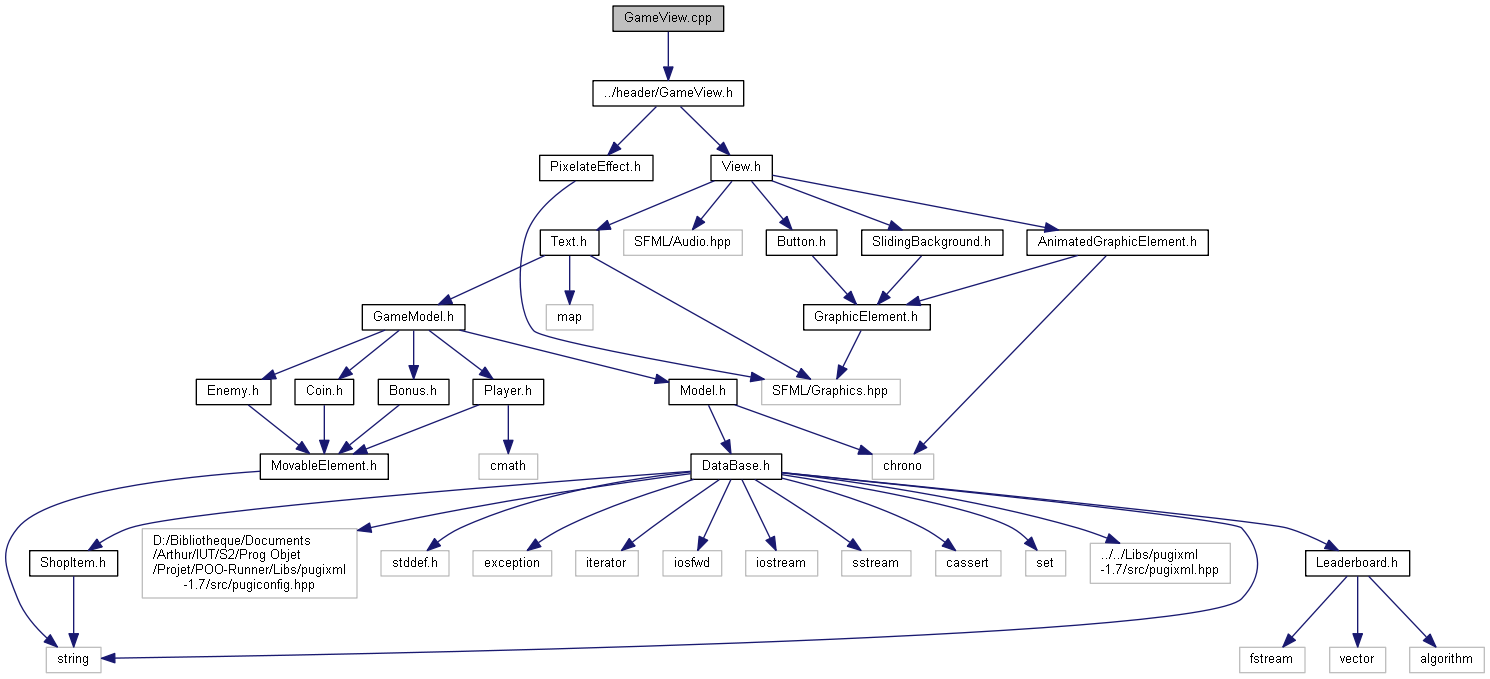 GameView.cpp
../header/GameView.h
PixelateEffect.h
View.h
Text.h
SFML/Audio.hpp
Button.h
SlidingBackground.h
AnimatedGraphicElement.h
GameModel.h
map
GraphicElement.h
Enemy.h
Coin.h
Bonus.h
Player.h
Model.h
SFML/Graphics.hpp
MovableElement.h
cmath
DataBase.h
chrono
ShopItem.h
D:/Bibliotheque/Documents
/Arthur/IUT/S2/Prog Objet
/Projet/POO-Runner/Libs/pugixml
-1.7/src/pugiconfig.hpp
stddef.h
exception
iterator
iosfwd
iostream
sstream
cassert
set
../../Libs/pugixml
-1.7/src/pugixml.hpp
Leaderboard.h
string
fstream
vector
algorithm